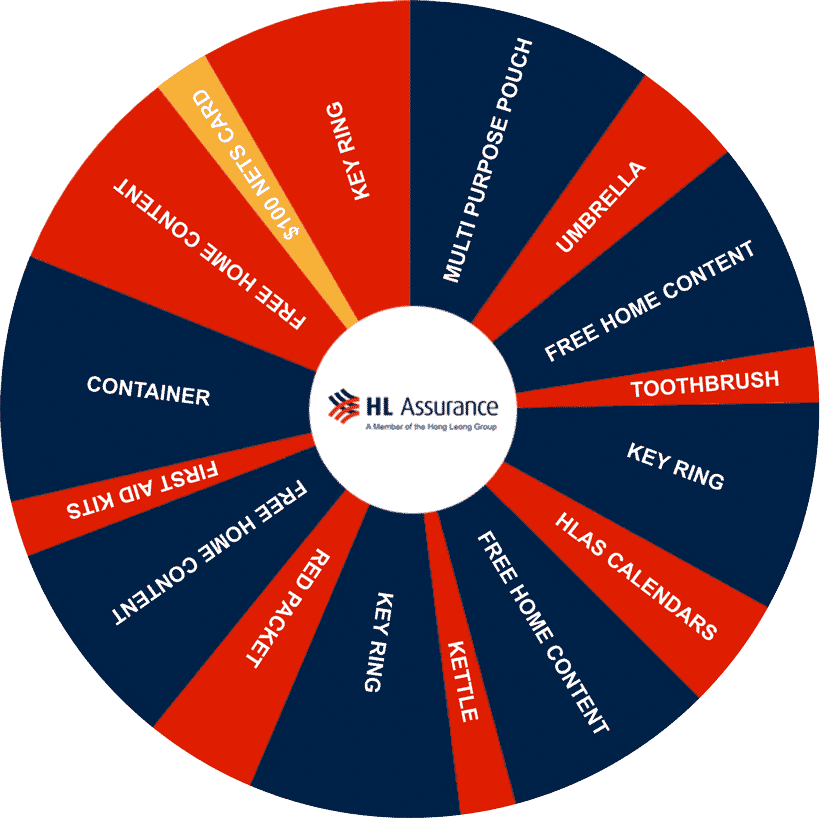 MULTI PURPOSE POUCH
UMBRELLA
FREE HOME CONTENT
TOOTHBRUSH
KEY RING
HLAS CALENDARS
FREE HOME CONTENT
KETTLE
KEY RING
RED PACKET
FREE HOME CONTENT
FIRST AID KITS
CONTAINER
FREE HOME CONTENT
$100 NETS CARD
KEY RING
HL Assurance
A Member of the Hong Leong Group